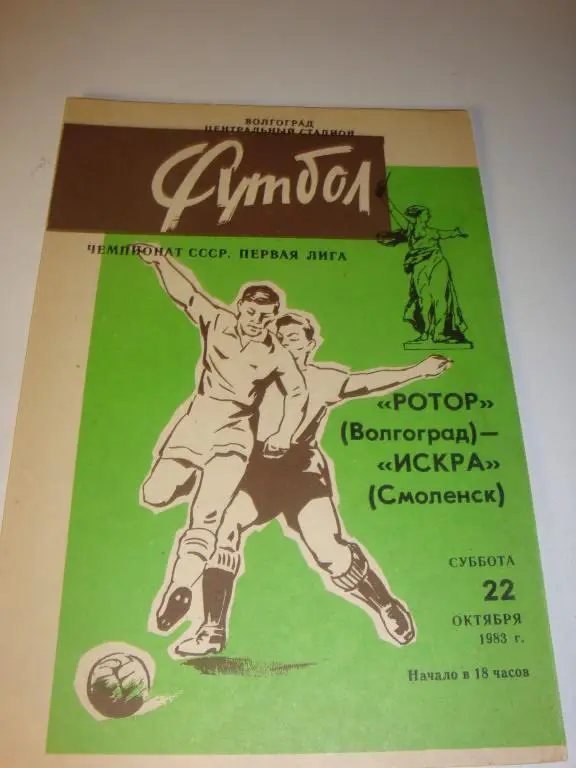 ВОЛГОГРАД
ЦЕНТРАЛЬНЫЙ СТАДИОН
Футбол
ЧЕМПИОНАТ СССР. ПЕРВАЯ ЛИГА
«РОТОР»
(Волгоград)—
«ИСКРА»
(Смоленск)
СУББОТА
22
ОКТЯБРЯ
1983 г.
Начало в 18 часов